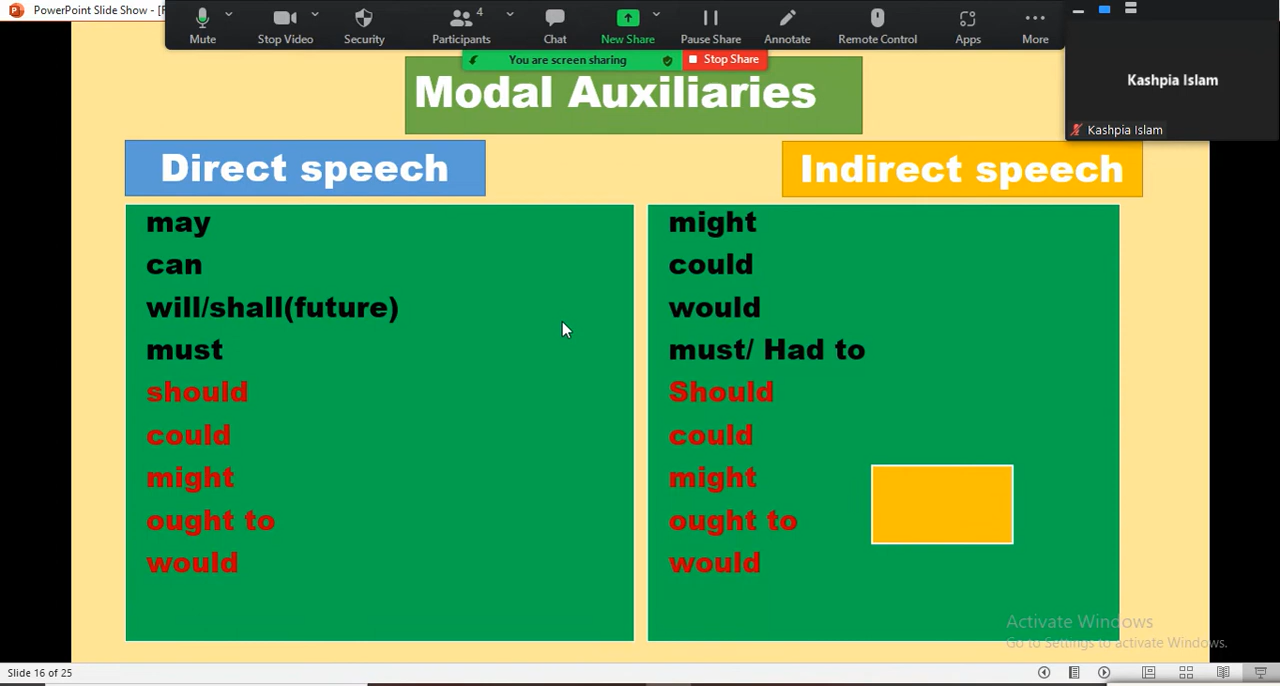 PowerPoint Slide Show - [
Mute
Stop Video
Security
4
Participants
Chat
New Share
Pause Share
Annotate
Remote Control
Apps
More
You are screen sharing
Stop Share
Kashpia Islam
Kashpia Islam
Modal Auxiliaries
Direct speech
Indirect speech
may
can
will/shall(future)
must
should
could
might
ought to
would
might
could
would
must/ Had to
Should
could
might
ought to
would
Activate Windows
Go to Settings to activate Windows.
Slide 16 of 25